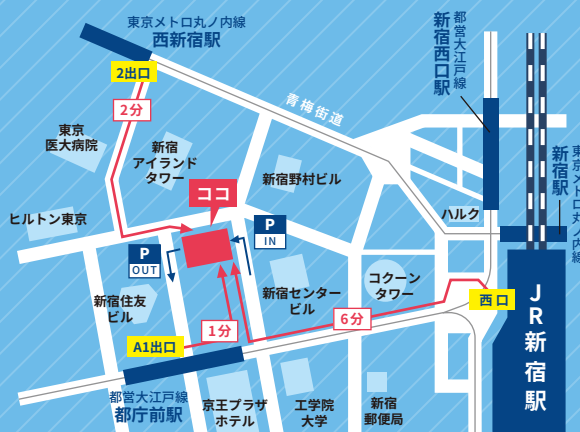 東京メトロ丸ノ内線
西新宿駅
2出口
2分
東京
医大病院
新宿
アイランド
タワー
青梅街道
都営大江戸線
新宿西口駅
新宿野村ビル
ココ
ヒルトン東京
P
OUT
P
IN
ハルク
東京メトロ丸ノ内線
新宿駅
新宿住友
ビル
新宿センター
ビル
コクーン
タワー
西口
JR新宿駅
1分
6分
A1出口
都営大江戸線
都庁前駅
京王プラザ
ホテル
工学院
大学
新宿
郵便局